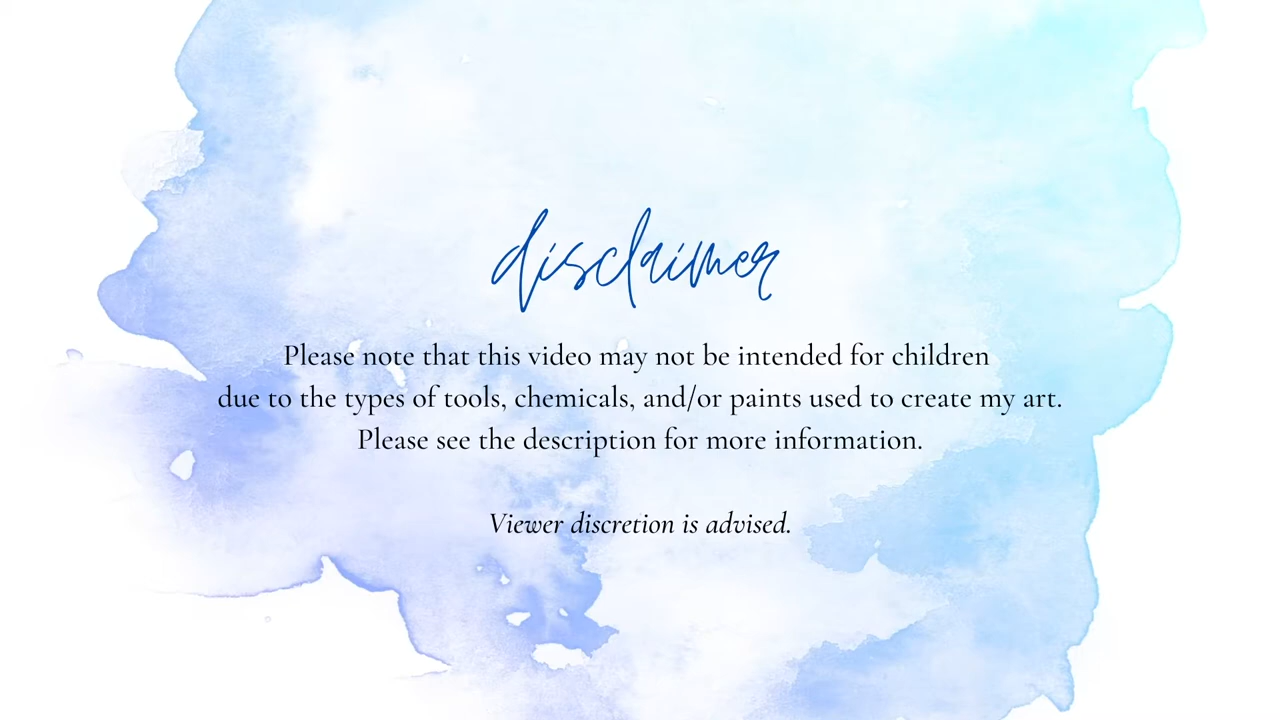 disclaimer
Please note that this video may not be intended for children
due to the types of tools, chemicals, and/or paints used to create my art.
Please see the description for more information.
Viewer discretion is advised.